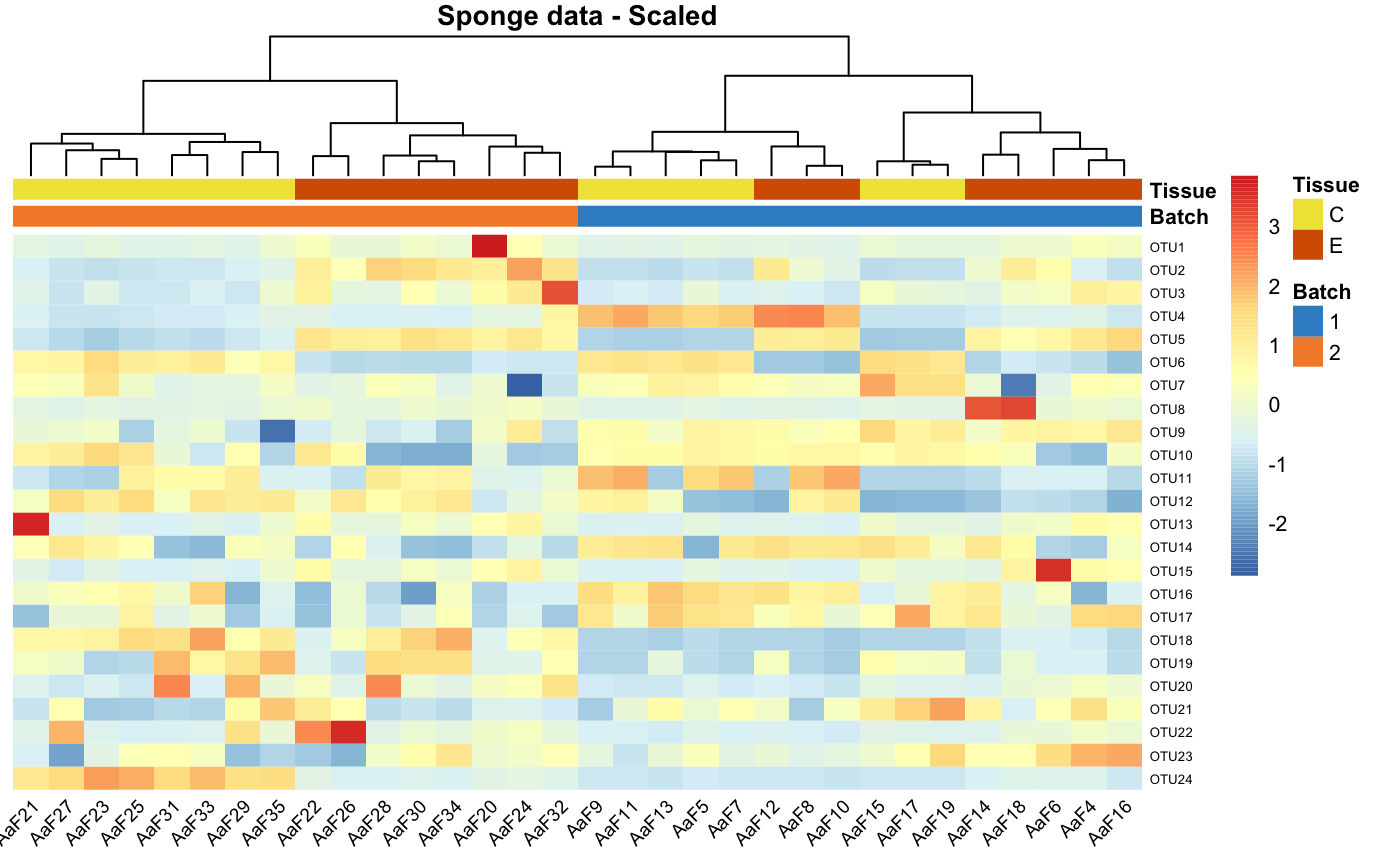 Sponge data - Scaled
Tissue
Batch
OTU1
OTU2
OTU3
OTU4
OTU5
OTU6
OTU7
OTU8
OTU9
OTU10
OTU11
OTU12
OTU13
OTU14
OTU15
OTU16
OTU17
OTU18
OTU19
OTU20
OTU21
OTU22
OTU23
OTU24
AaF21 AaF27 AaF23 AaF25 AaF31 AaF33 AaF29 AaF35 AaF22 AaF26 AaF28 AaF30 AaF34 AaF20 AaF24 AaF32 AaF9 AaF11 AaF13 AaF5 AaF7 AaF12 AaF8 AaF10 AaF15 AaF17 AaF19 AaF14 AaF18 AaF6 AaF4 AaF16
3
2
1
0
-1
-2
Tissue
C
E
Batch
1
2